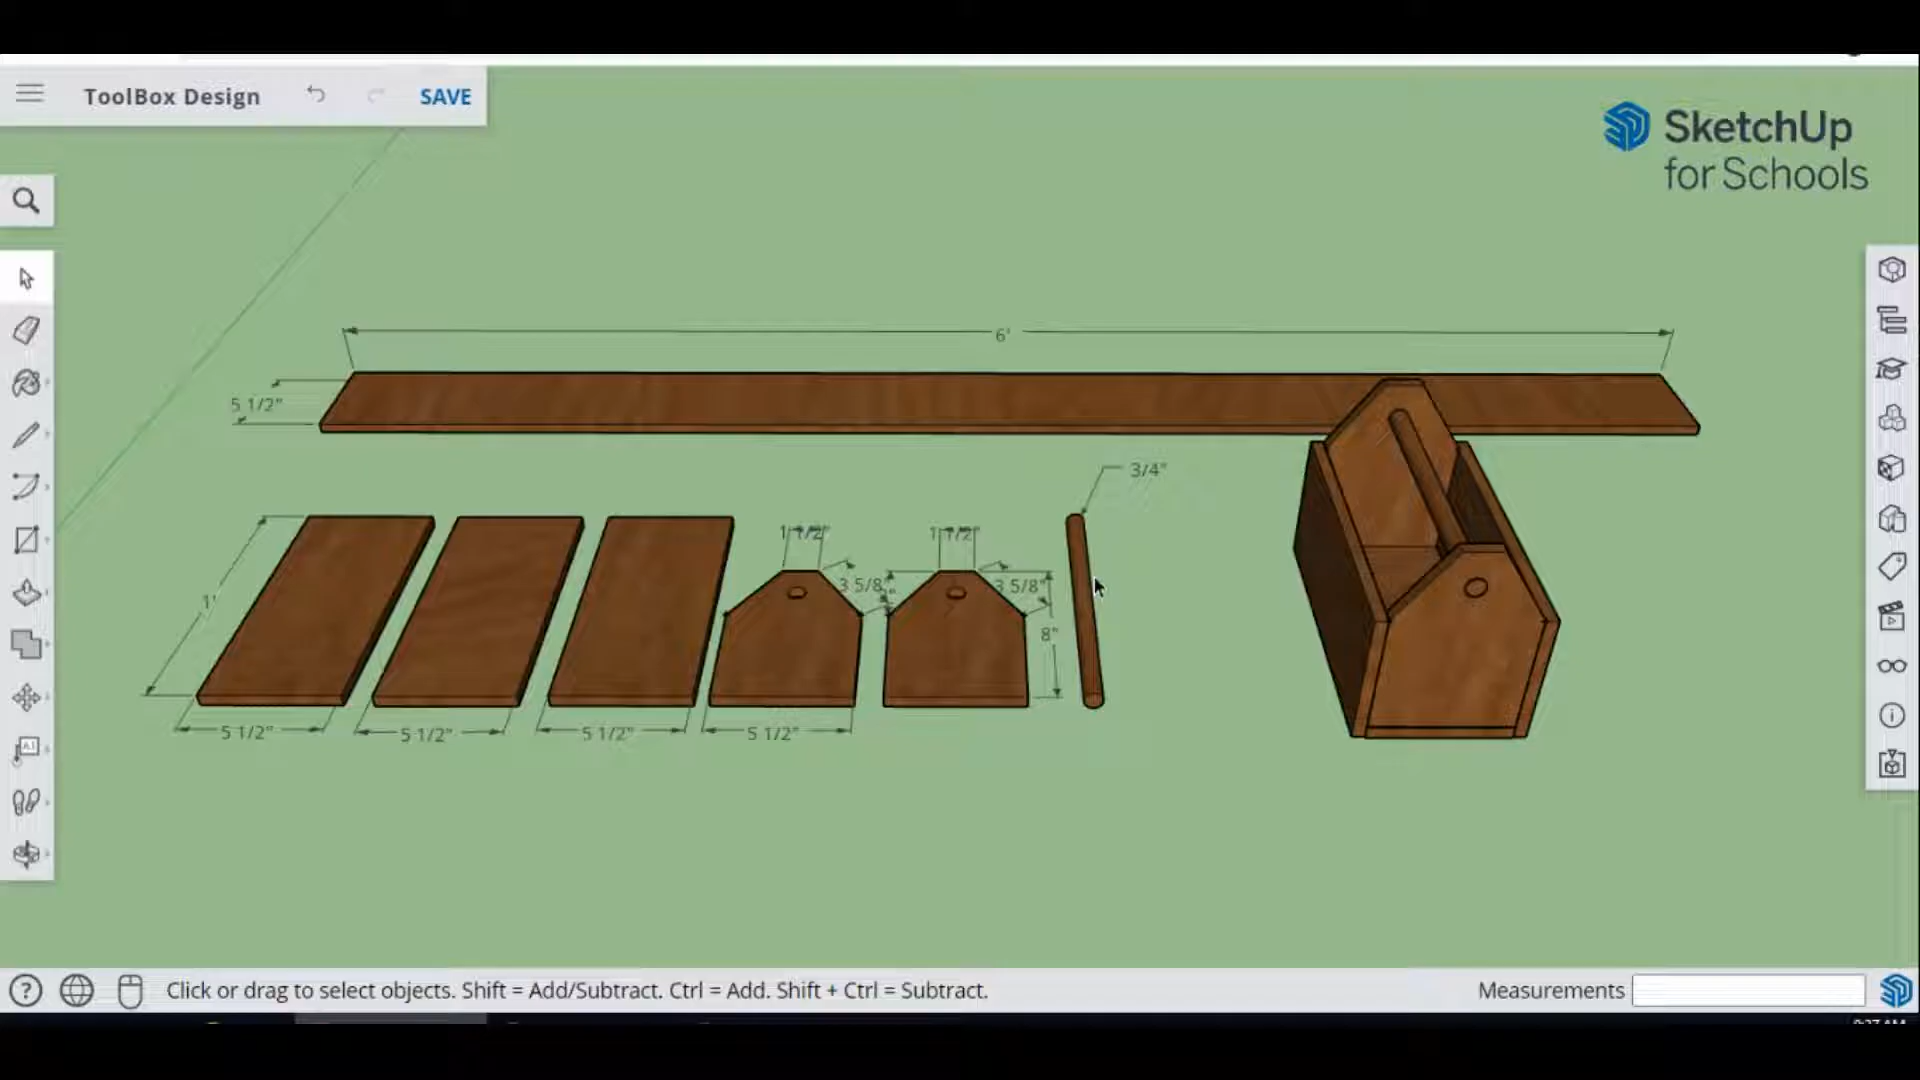 ToolBox Design
SAVE
SketchUp
for Schools
6'
5 1/2"
3/4"
1 1/2"
1 1/2"
3 5/8"
3 5/8"
1'
8"
5 1/2"
5 1/2"
5 1/2"
5 1/2"
A1
Click or drag to select objects. Shift = Add/Subtract. Ctrl = Add. Shift + Ctrl = Subtract.
Measurements